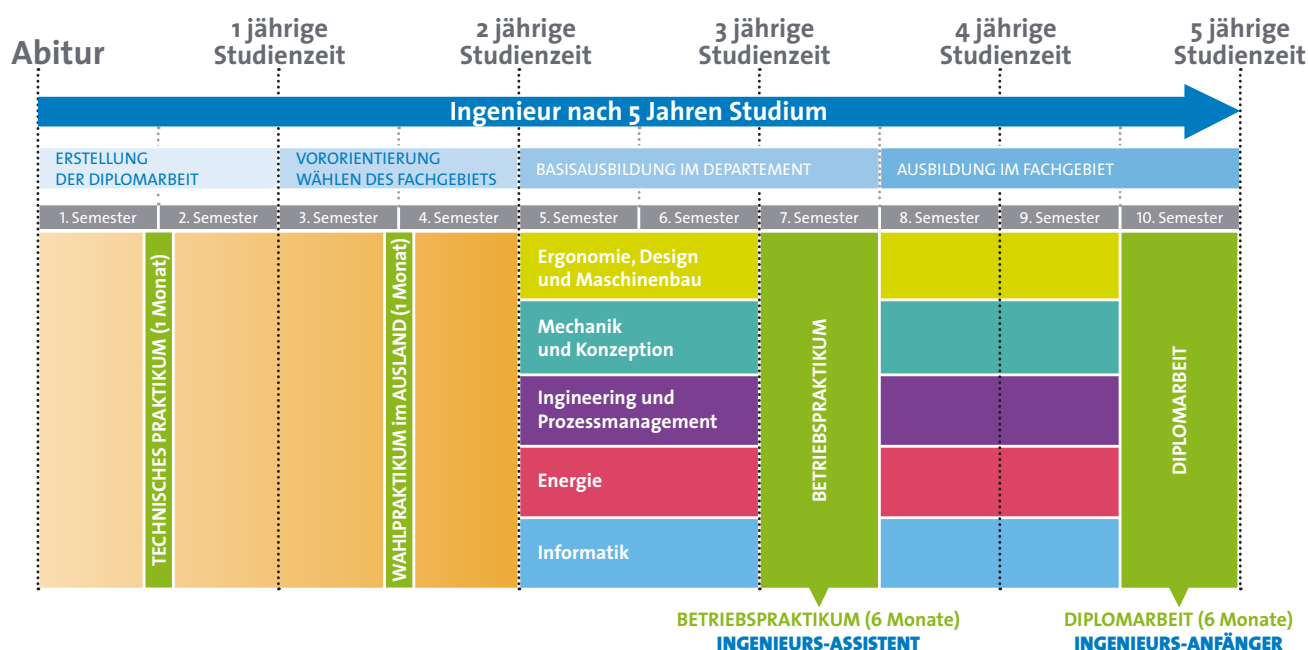 Abitur
1 jährige
Studienzeit
2 jährige
Studienzeit
3 jährige
Studienzeit
4 jährige
Studienzeit
5 jährige
Studienzeit
Ingenieur nach 5 Jahren Studium
ERSTELLUNG
DER DIPLOMARBEIT
VORORIENTIERUNG
WÄHLEN DES FACHGEBIETS
BASISAUSBILDUNG IM DEPARTEMENT
AUSBILDUNG IM FACHGEBIET
1. Semester
2. Semester
3. Semester
4. Semester
5. Semester
6. Semester
7. Semester
8. Semester
9. Semester
10. Semester
TECHNISCHES PRAKTIKUM (1 Monat)
WAHLPRAKTIKUM im AUSLAND (1 Monat)
Ergonomie, Design
und Maschinenbau
Mechanik
und Konzeption
Ingineering und
Prozessmanagement
Energie
Informatik
BETRIEBSPRAKTIKUM
DIPLOMARBEIT
BETRIEBSPRAKTIKUM (6 Monate)
INGENIEURS-ASSISTENT
DIPLOMARBEIT (6 Monate)
INGENIEURS-ANFÄNGER